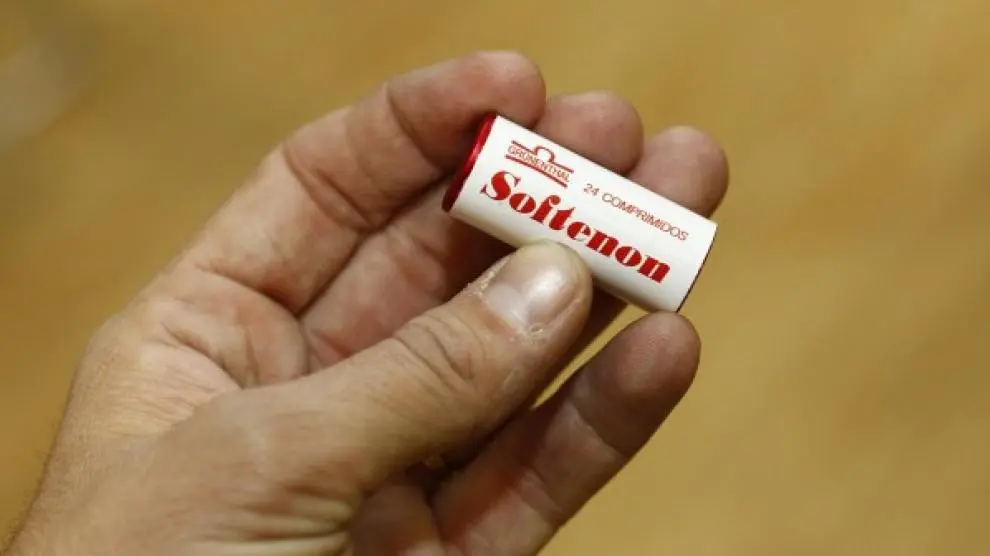 GRÜNENTHAL
24 COMPRIMIDOS
Softenon